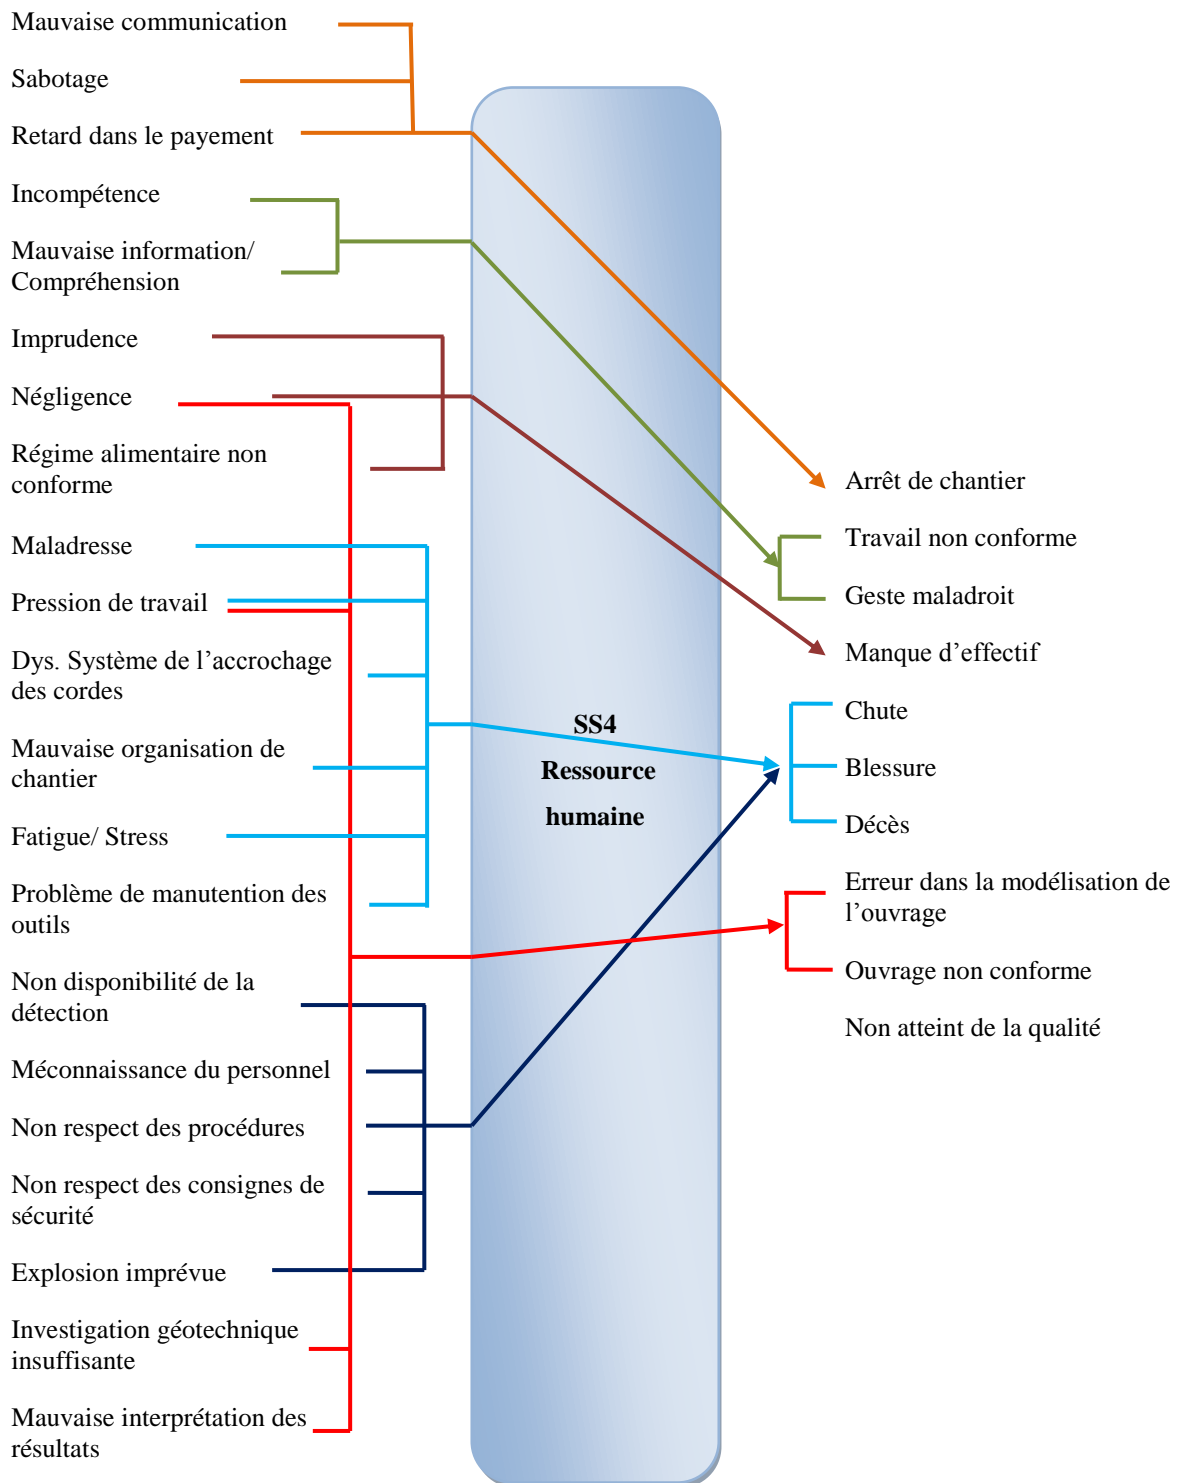 Mauvaise communication
Sabotage
Retard dans le payement
Incompétence
Mauvaise information/
Compréhension
Imprudence
Négligence
Régime alimentaire non
conforme
Maladresse
Pression de travail
Dys. Système de l’accrochage
des cordes
Mauvaise organisation de
chantier
Fatigue/ Stress
Problème de manutention des
outils
Non disponibilité de la
détection
Méconnaissance du personnel
Non respect des procédures
Non respect des consignes de
sécurité
Explosion imprévue
Investigation géotechnique
insuffisante
Mauvaise interprétation des
résultats
SS4
Ressource
humaine
Arrêt de chantier
Travail non conforme
Geste maladroit
Manque d’effectif
Chute
Blessure
Décès
Erreur dans la modélisation de
l’ouvrage
Ouvrage non conforme
Non atteint de la qualité